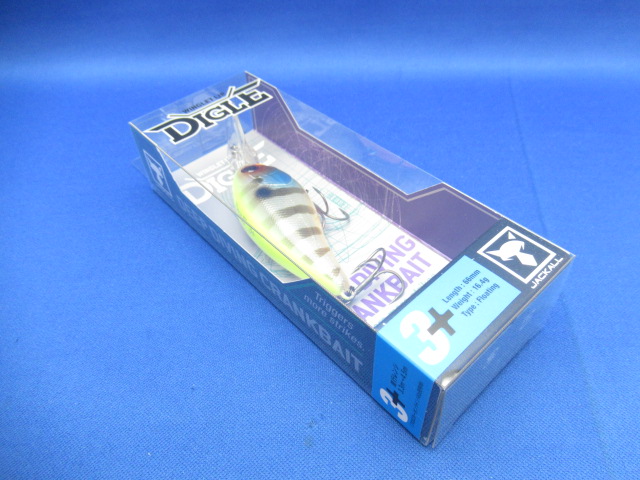 DIGLE
DIGLE
DIVING
CRANKBAIT
DEEP DIVING CRANKBAIT
Triggers
more strikes
3+
Length : 66mm
Weight : 16.4g
Type : Floating
JACKALL
3+